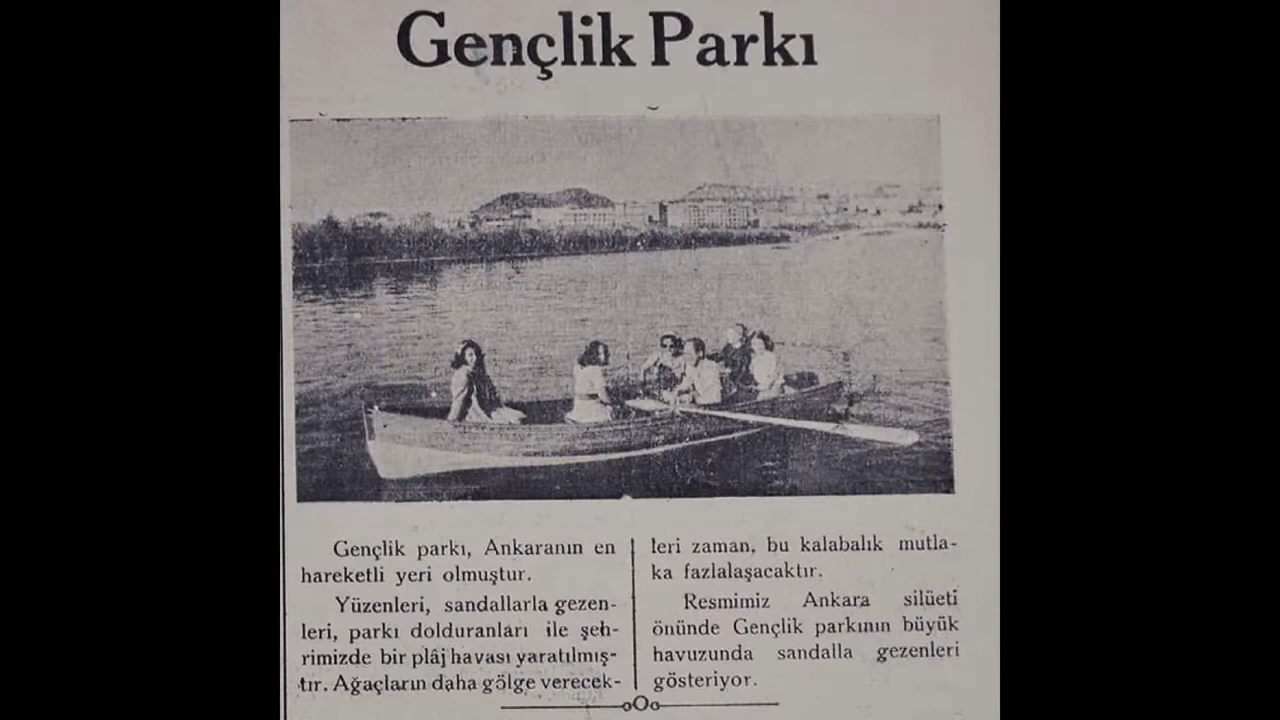 Gençlik Parkı
Gençlik parkı, Ankaranın en
hareketli yeri olmuştur.
Yüzenleri, sandallarla gezen-
leri, parkı dolduranları ile şeh-
rimizde bir plâj havası yaratılmış-
tır. Ağaçların daha gölge verecek-
leri zaman, bu kalabalık mutla-
ka fazlalaşacaktır.
Resmimiz Ankara silüeti
önünde Gençlik parkının büyük
havuzunda sandalla gezenleri
gösteriyor.
oOo